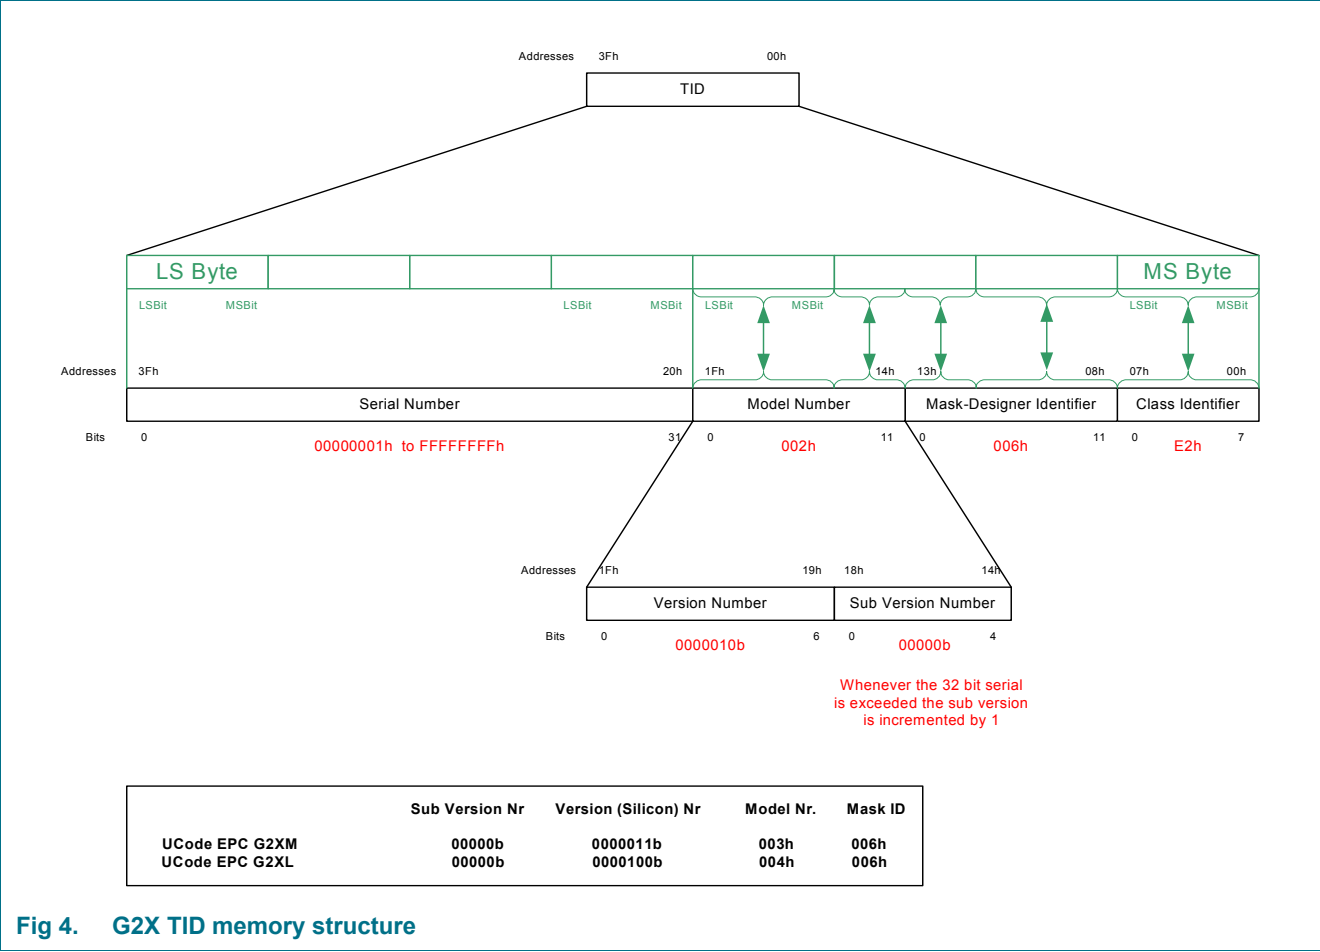 Addresses 3Fh 00h
TID
LS Byte MS Byte
LSBit MSBit LSBit MSBit LSBit MSBit LSBit MSBit
Addresses 3Fh 20h 1Fh 14h 13h 08h 07h 00h
Serial Number Model Number Mask-Designer Identifier Class Identifier
Bits 0 31 0 11 0 11 0 7
00000001h to FFFFFFFFh 002h 006h E2h
Addresses 1Fh 19h 18h 14h
Version Number Sub Version Number
Bits 0 6 0 4
0000010b 00000b
Whenever the 32 bit serial
is exceeded the sub version
is incremented by 1
Sub Version Nr Version (Silicon) Nr Model Nr. Mask ID
UCode EPC G2XM 00000b 0000011b 003h 006h
UCode EPC G2XL 00000b 0000100b 004h 006h
Fig 4. G2X TID memory structure